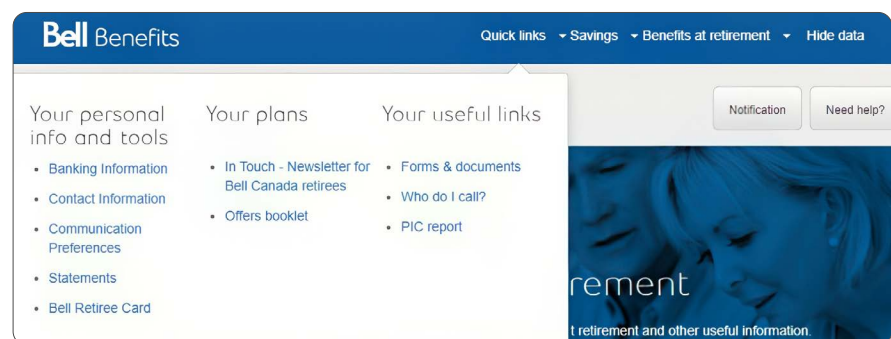 Bell Benefits
Quick links
Savings
Benefits at retirement
Hide data
Notification
Need help?
Your personal
info and tools
Banking Information
Contact Information
Communication
Preferences
Statements
Bell Retiree Card
Your plans
In Touch - Newsletter for
Bell Canada retirees
Offers booklet
Your useful links
Forms & documents
Who do I call?
PIC report
rement
t retirement and other useful information.